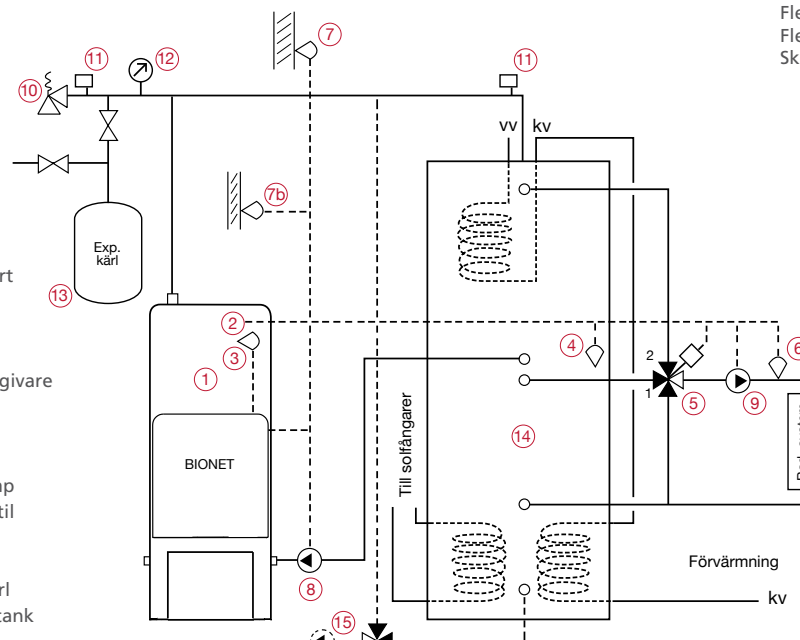 Fle
Fle
Sk
7
11
12
11
10
vv
kv
7b
Exp.
kärl
rt
13
2
4
6
3
2
givare
1
1
5
9
Till solfångarer
14
BIONET
ap
til
Förvärmning
8
rl
kv
tank
15